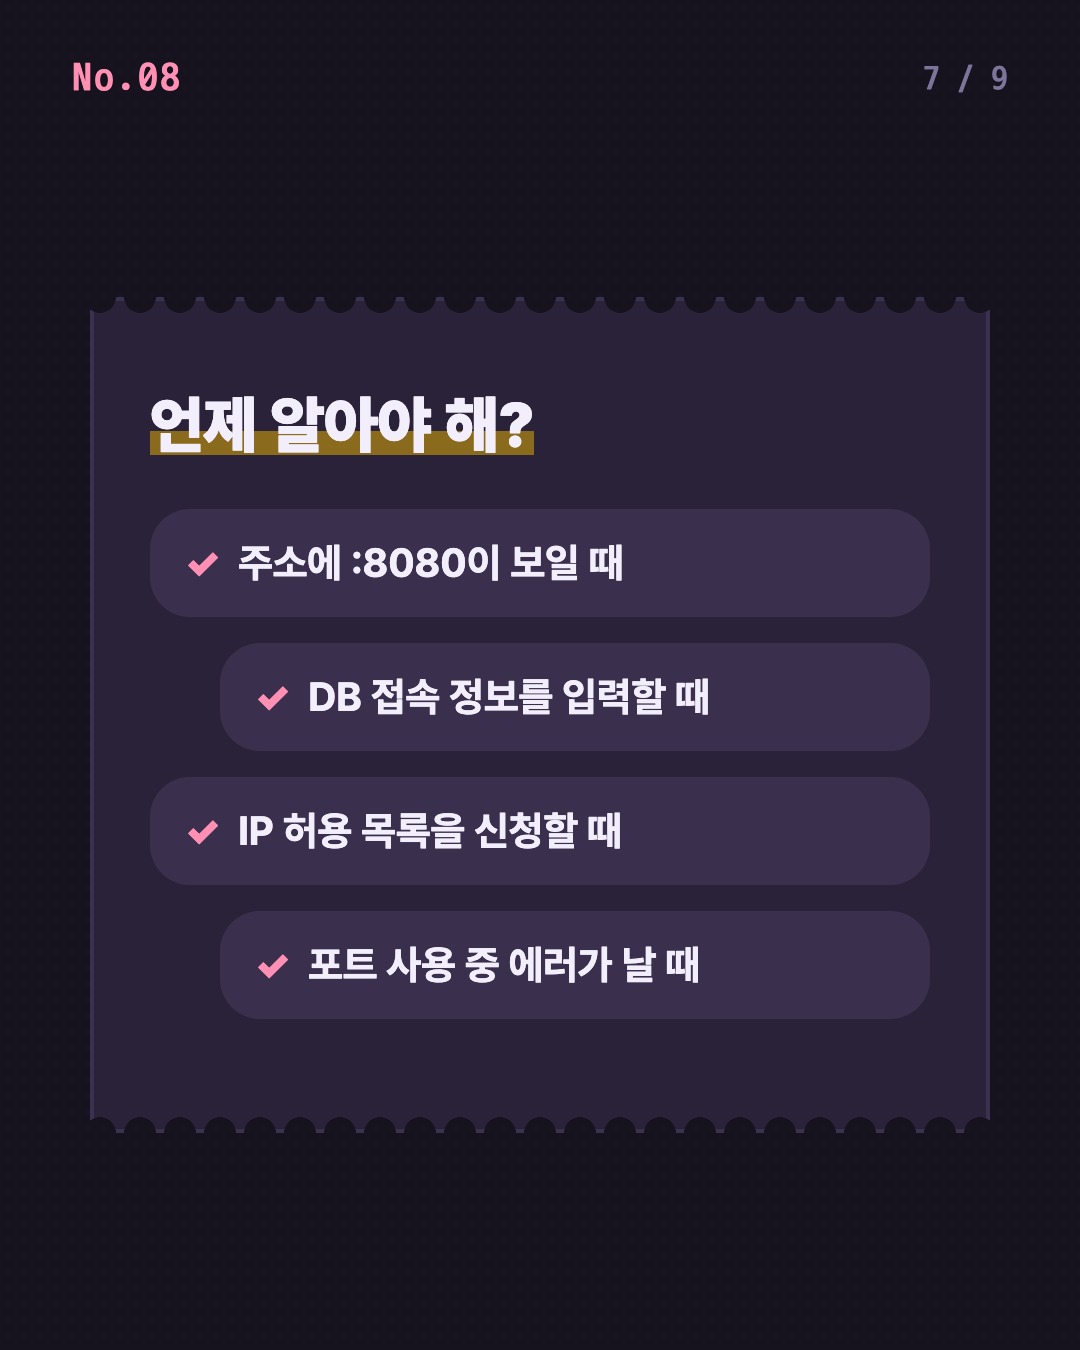 No.08
7 / 9
언제 알아야 해?
주소에 :8080이 보일 때
DB 접속 정보를 입력할 때
IP 허용 목록을 신청할 때
포트 사용 중 에러가 날 때